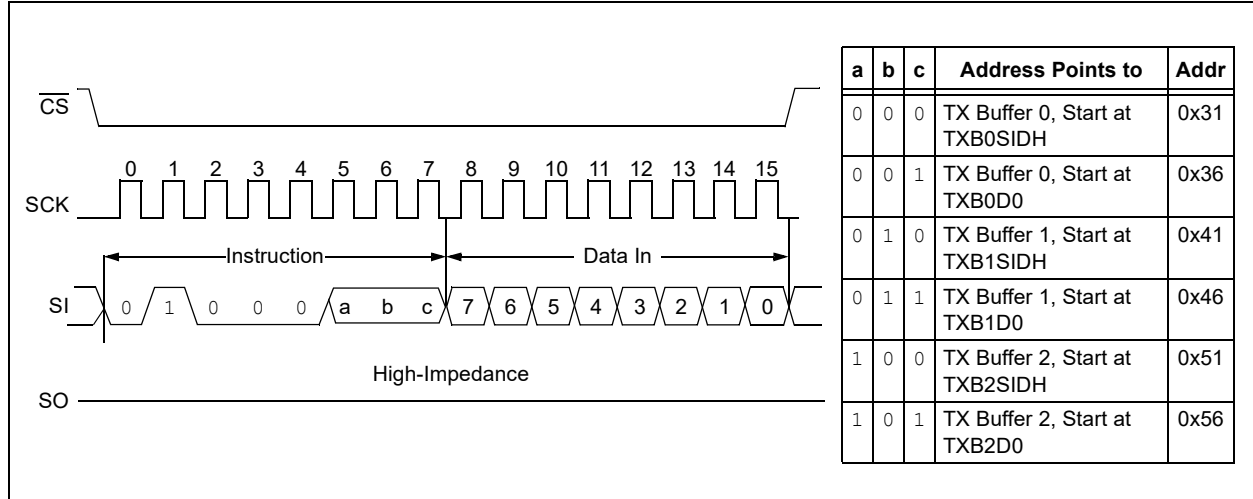 CS
SCK
0 1 2 3 4 5 6 7 8 9 10 11 12 13 14 15
Instruction
Data In
SI
0 1 0 0 0 a b c 7 6 5 4 3 2 1 0
High-Impedance
SO
a b c Address Points to Addr
0 0 0 TX Buffer 0, Start at 0x31
TXB0SIDH
0 0 1 TX Buffer 0, Start at 0x36
TXB0D0
0 1 0 TX Buffer 1, Start at 0x41
TXB1SIDH
0 1 1 TX Buffer 1, Start at 0x46
TXB1D0
1 0 0 TX Buffer 2, Start at 0x51
TXB2SIDH
1 0 1 TX Buffer 2, Start at 0x56
TXB2D0